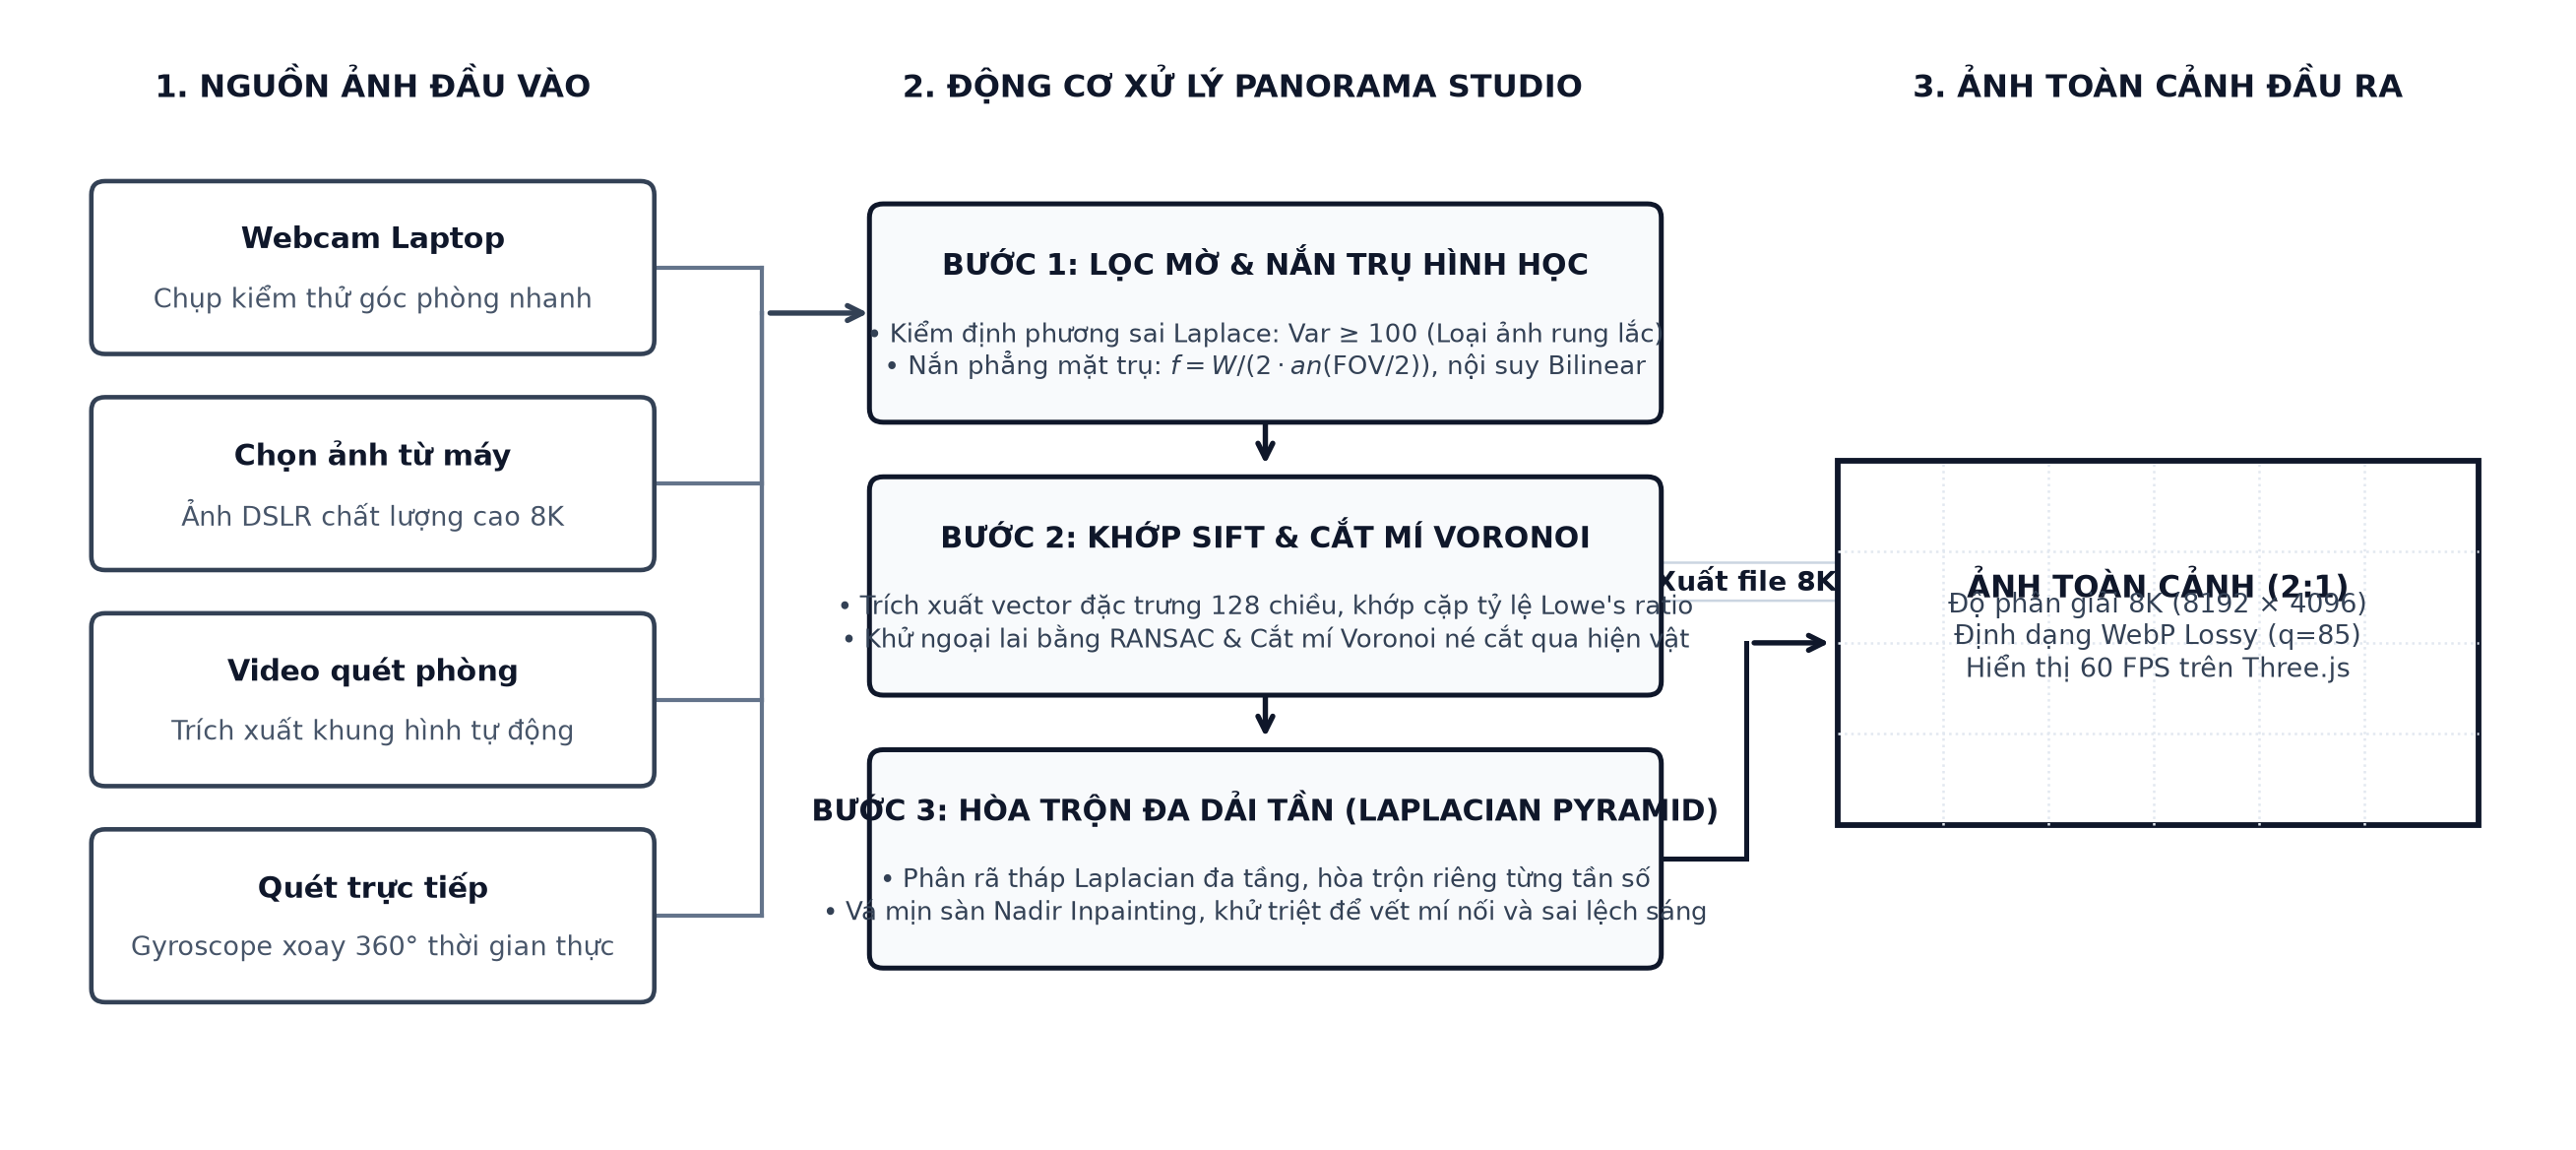 1. NGUỒN ẢNH ĐẦU VÀO
Webcam Laptop
Chụp kiểm thử góc phòng nhanh
Chọn ảnh từ máy
Ảnh DSLR chất lượng cao 8K
Video quét phòng
Trích xuất khung hình tự động
Quét trực tiếp
Gyroscope xoay 360° thời gian thực
2. ĐỘNG CƠ XỬ LÝ PANORAMA STUDIO
BƯỚC 1: LỌC MỜ & NẮN TRỤ HÌNH HỌC
• Kiểm định phương sai Laplace: Var ≥ 100 (Loại ảnh rung lắc)
• Nắn phẳng mặt trụ: f = W/(2 · an(FOV/2)), nội suy Bilinear
BƯỚC 2: KHỚP SIFT & CẮT MÍ VORONOI
• Trích xuất vector đặc trưng 128 chiều, khớp cặp tỷ lệ Lowe's ratio
• Khử ngoại lai bằng RANSAC & Cắt mí Voronoi né cắt qua hiện vật
BƯỚC 3: HÒA TRỘN ĐA DẢI TẦN (LAPLACIAN PYRAMID)
• Phân rã tháp Laplacian đa tầng, hòa trộn riêng từng tần số
• Vá mịn sàn Nadir Inpainting, khử triệt để vết mí nối và sai lệch sáng
Xuất file 8K
3. ẢNH TOÀN CẢNH ĐẦU RA
ẢNH TOÀN CẢNH (2:1)
Độ phân giải 8K (8192 × 4096)
Định dạng WebP Lossy (q=85)
Hiển thị 60 FPS trên Three.js